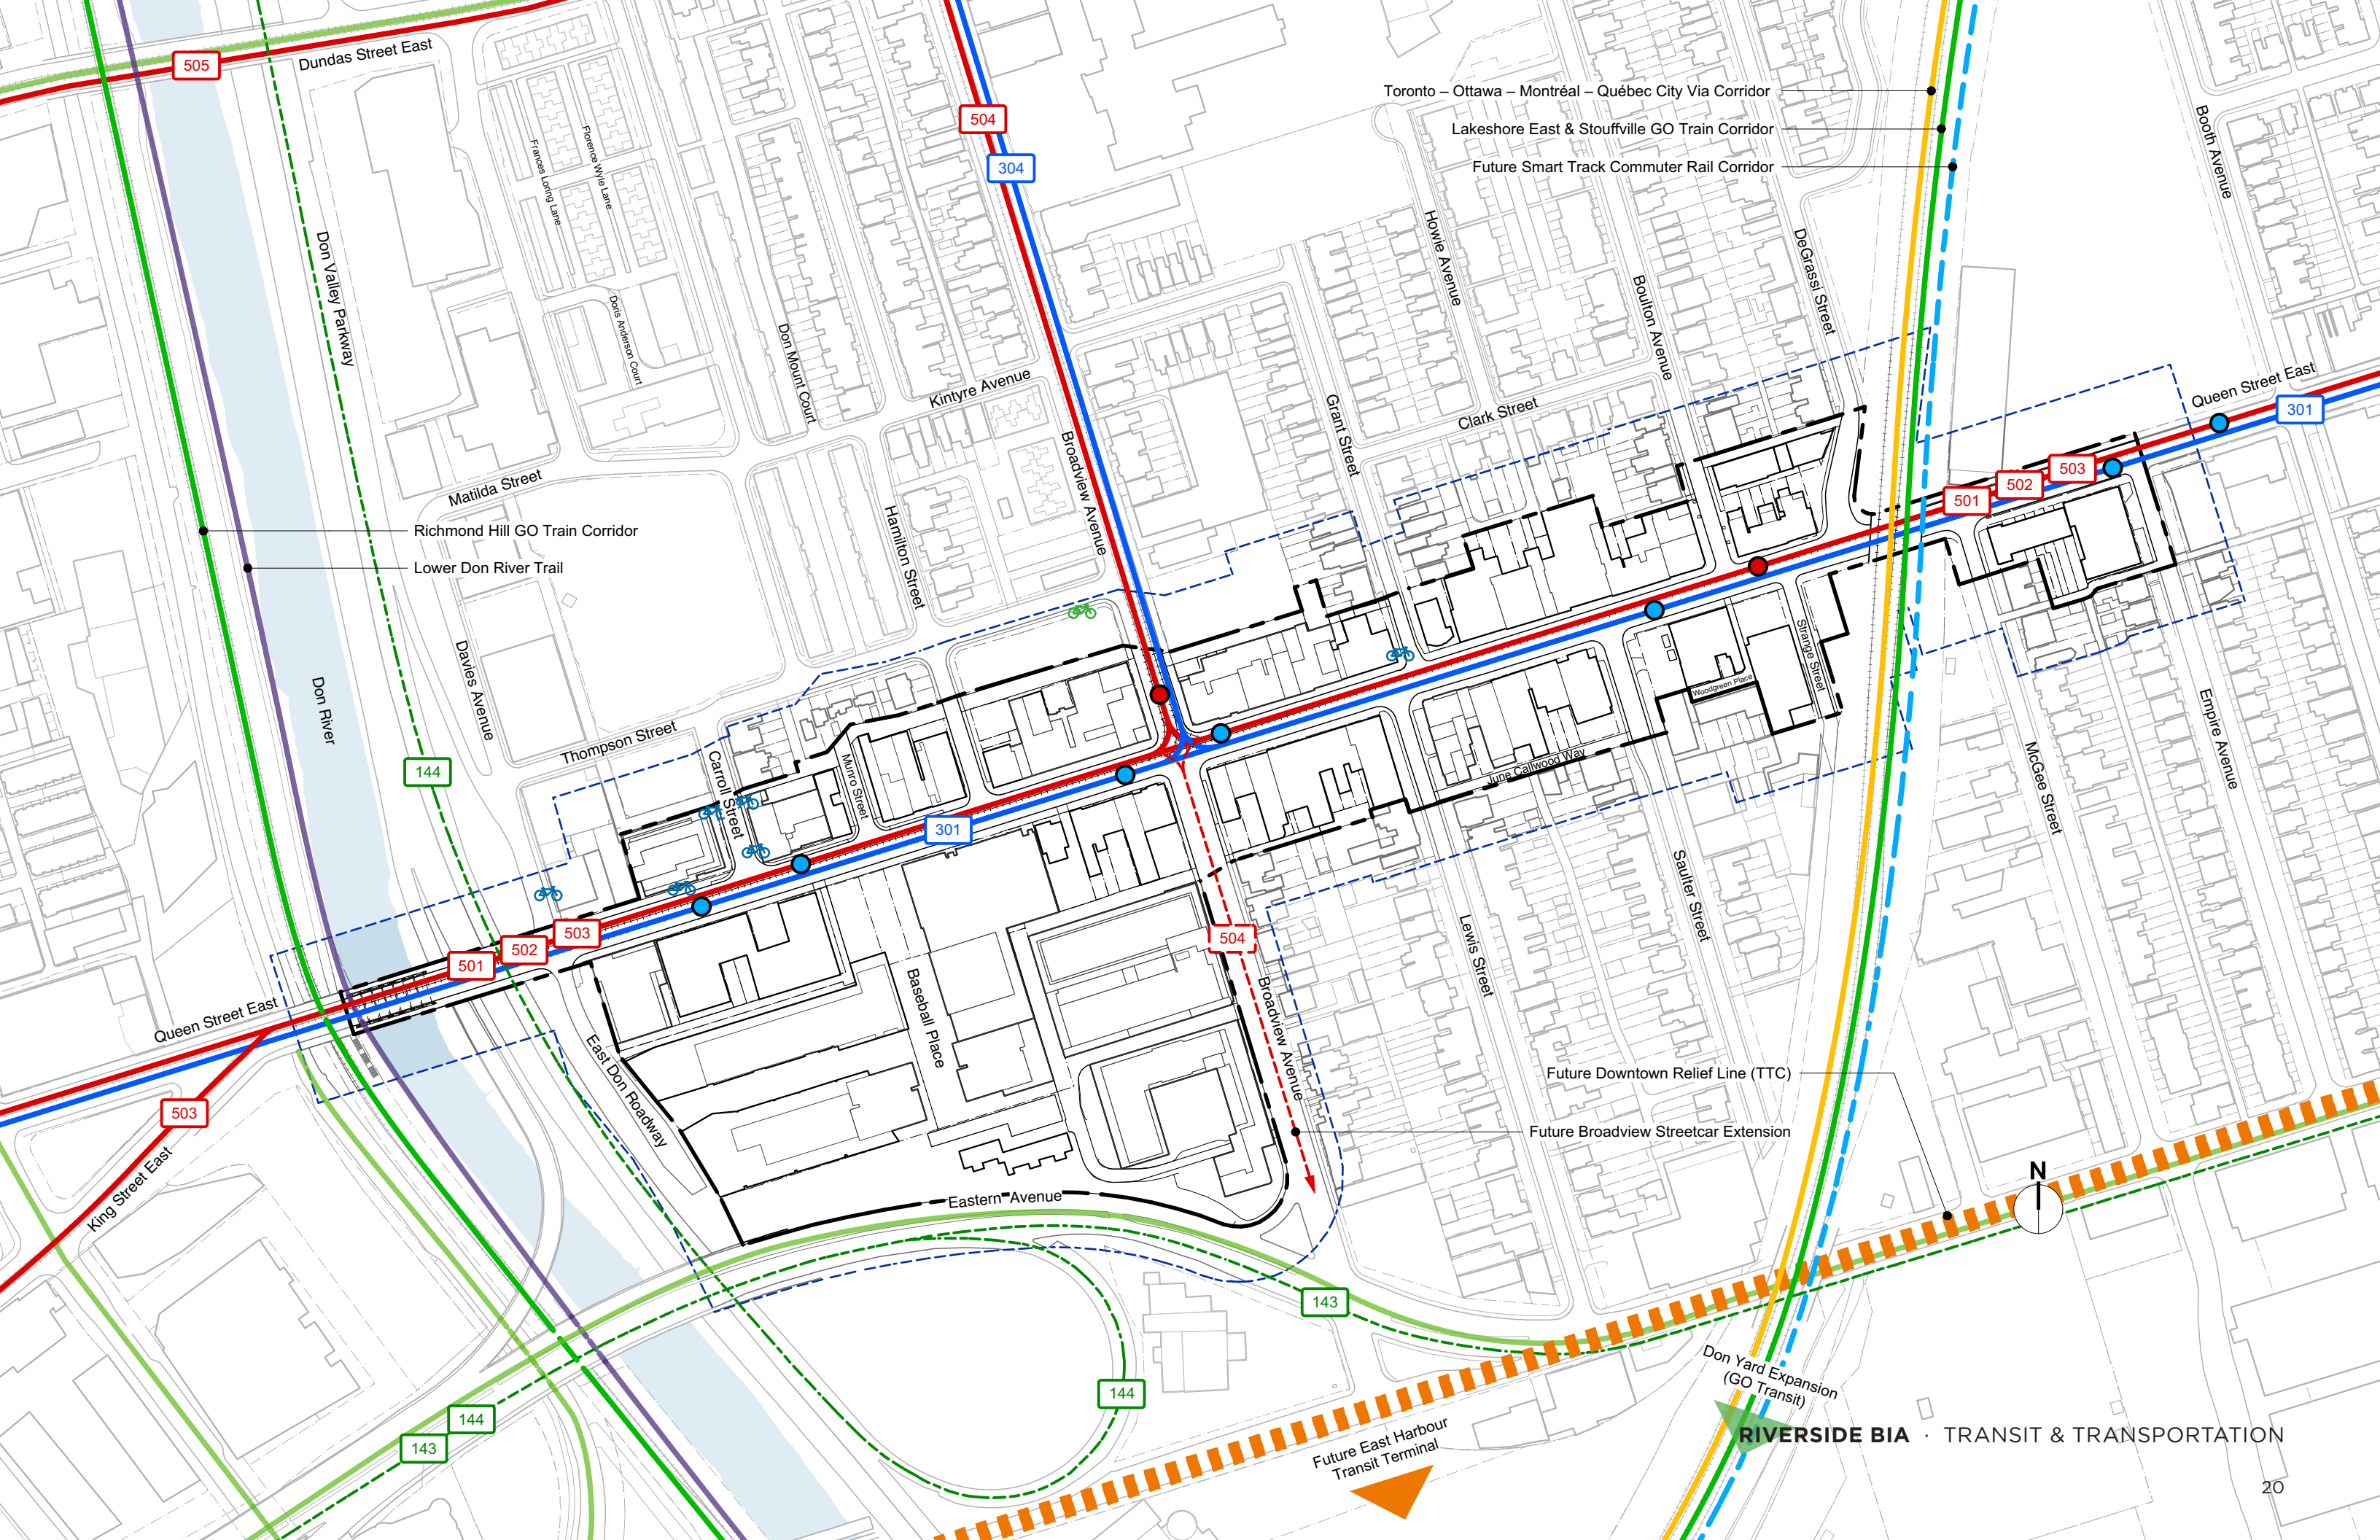 505
Dundas Street East
504
304
Toronto – Ottawa – Montréal – Québec City Via Corridor
Lakeshore East & Stouffville GO Train Corridor
Future Smart Track Commuter Rail Corridor
Booth Avenue
Frances Loring Lane
Florence Wyle Lane
Don Valley Parkway
Doris Anderson Court
Don Mount Court
Howie Avenue
Boulton Avenue
DeGrassi Street
Kintyre Avenue
Broadview Avenue
Grant Street
Clark Street
Queen Street East
301
Matilda Street
Hamilton Street
501
502
503
Richmond Hill GO Train Corridor
Lower Don River Trail
Don River
Davies Avenue
Thompson Street
144
Carroll Street
Munro Street
301
Strange Street
Woodgreen Place
June Callwood Way
McGee Street
Empire Avenue
Saulter Street
Lewis Street
501
502
503
504
Queen Street East
Baseball Place
Broadview Avenue
East Don Roadway
503
King Street East
Future Downtown Relief Line (TTC)
Future Broadview Streetcar Extension
Eastern Avenue
N
143
144
144
143
Don Yard Expansion
(GO Transit)
Future East Harbour
Transit Terminal
RIVERSIDE BIA · TRANSIT & TRANSPORTATION
20